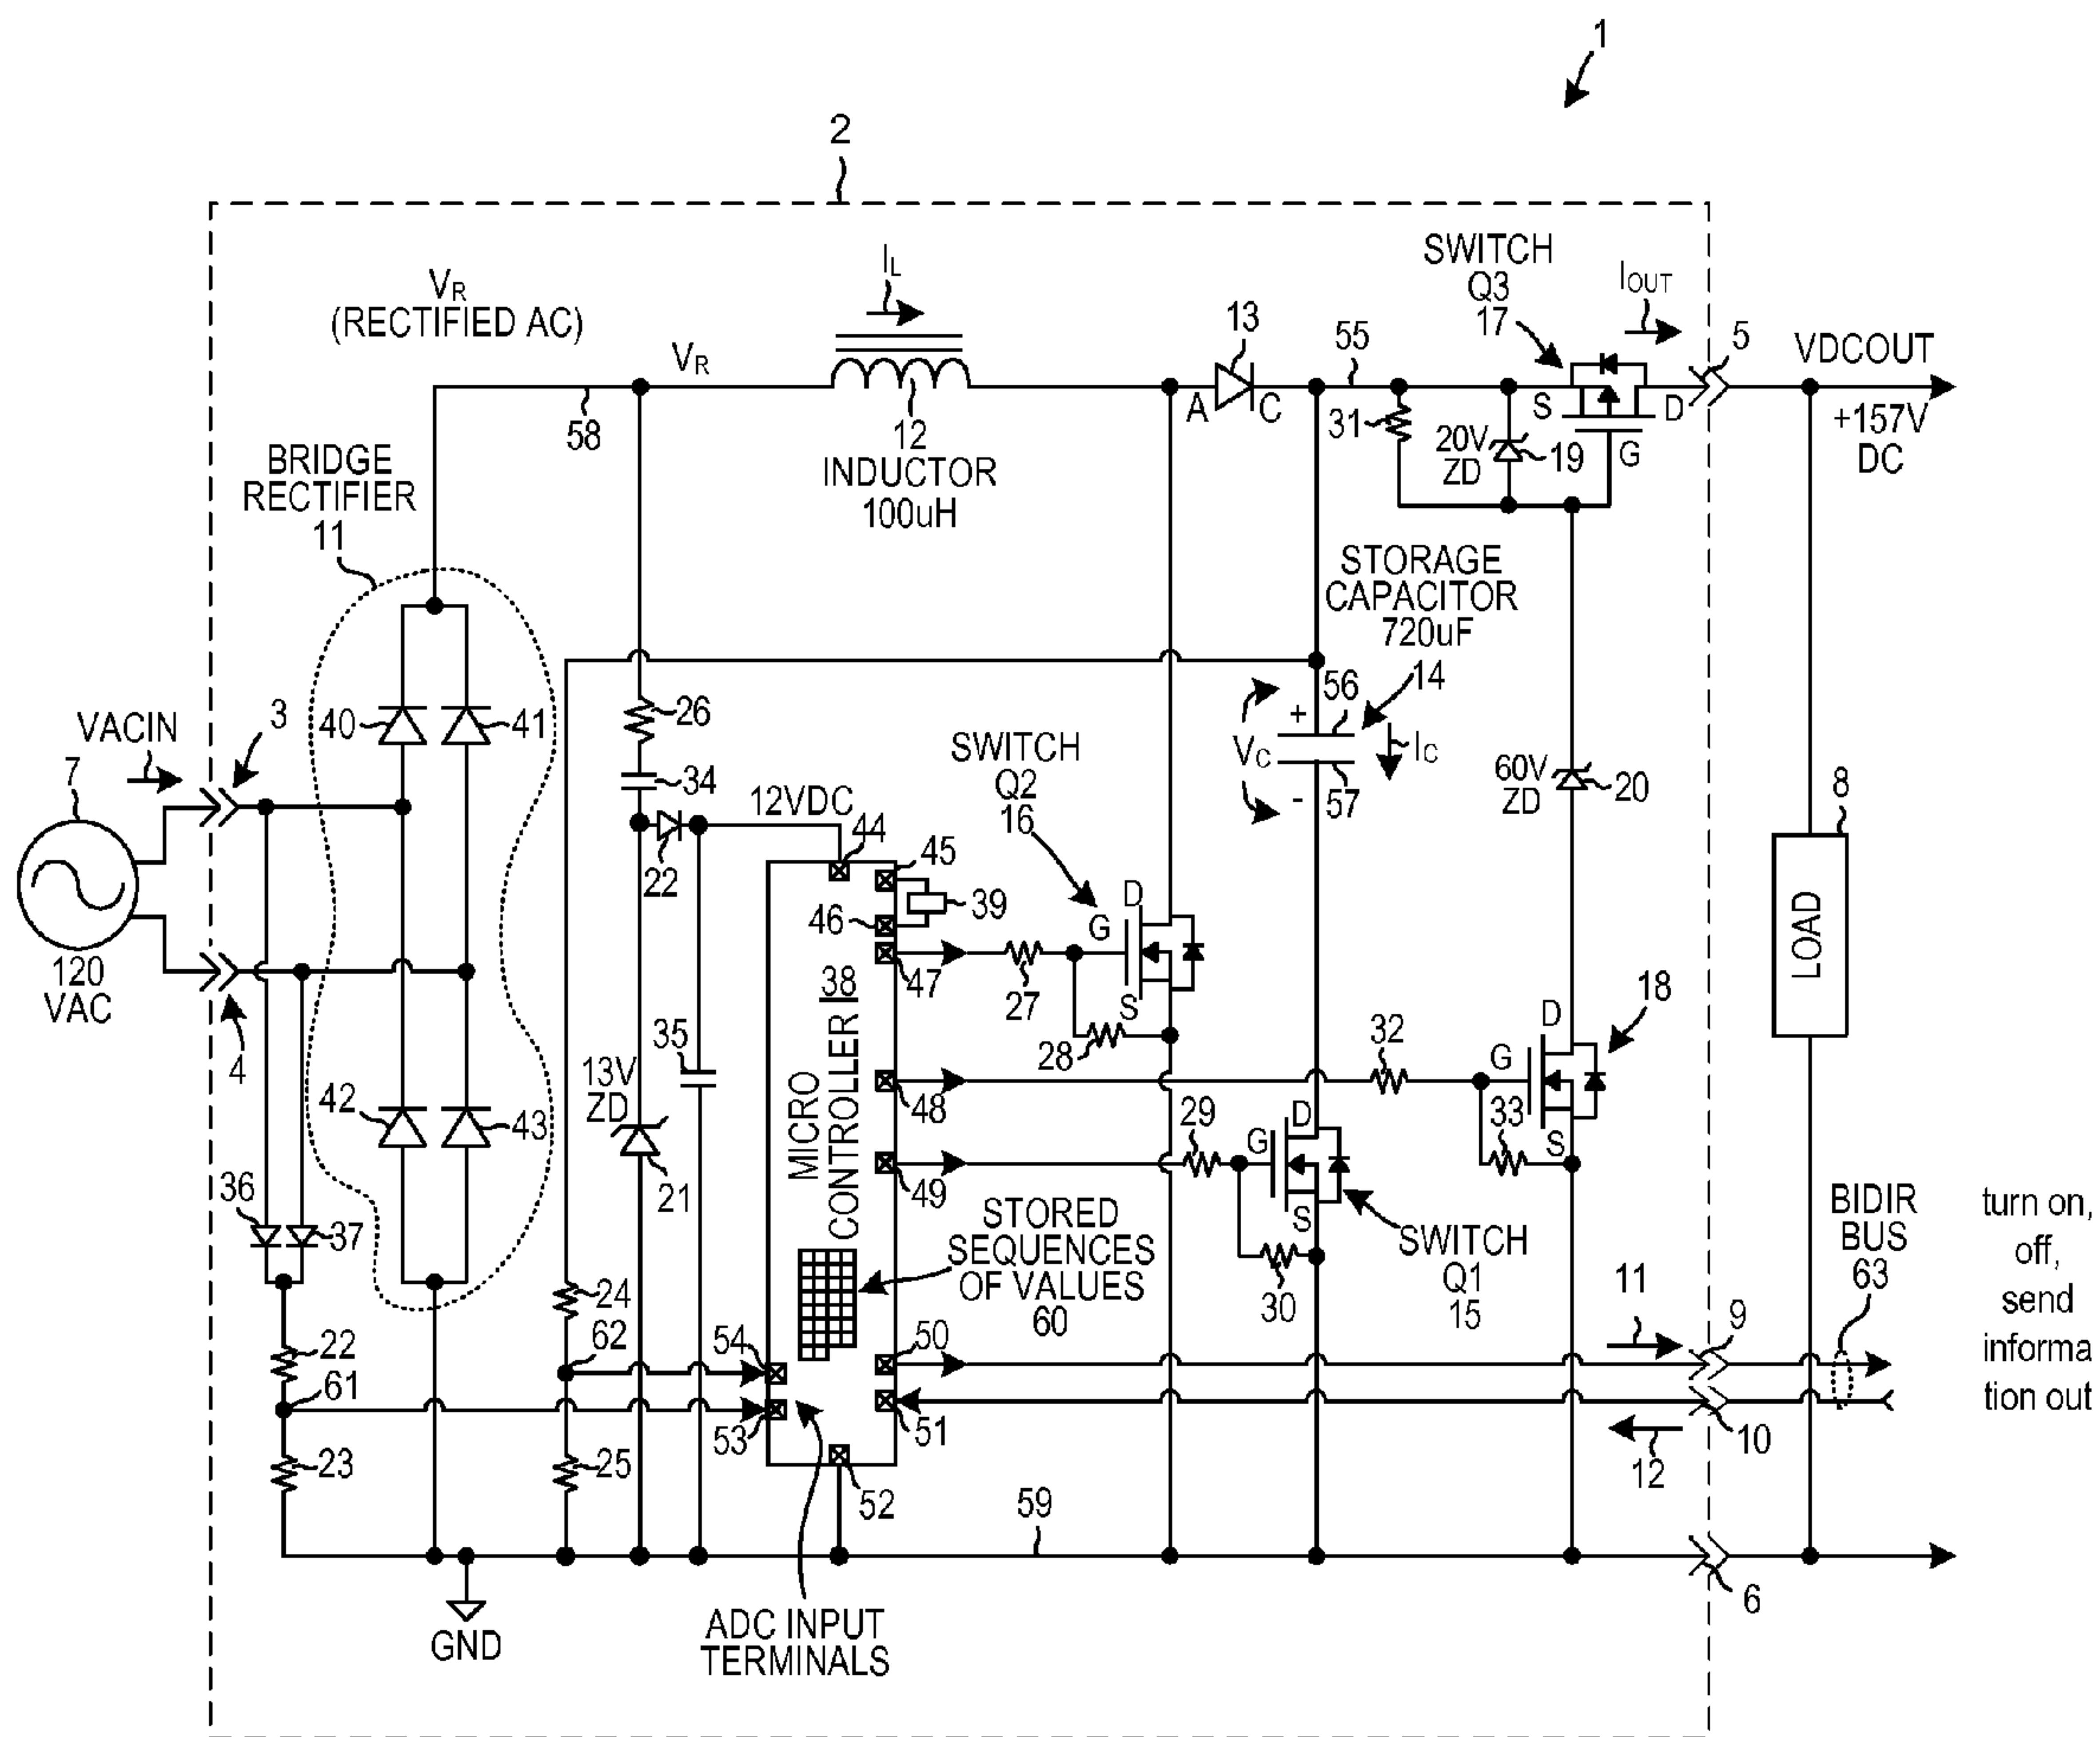 1
2
V_R
(RECTIFIED AC)
I_L
SWITCH
Q3
17
I_OUT
5
VDCOUT
+157V
DC
V_R
58
12
INDUCTOR
100uH
13
A
C
55
31
20V
ZD
19
S
D
G
BRIDGE
RECTIFIER
11
STORAGE
CAPACITOR
720uF
14
56
+
V_C
-
57
I_C
VACIN
3
7
120
VAC
4
40
41
42
43
26
34
12VDC
22
44
45
46
39
47
SWITCH
Q2
16
G
D
S
27
28
60V
ZD
20
8
LOAD
18
D
G
S
32
33
35
13V
ZD
21
MICRO
CONTROLLER 38
48
49
29
G
D
S
30
SWITCH
Q1
15
STORED
SEQUENCES
OF VALUES
60
36
37
22
61
23
24
62
25
54
53
50
51
52
11
9
12
10
BIDIR
BUS
63
turn on,
off,
send
informa
tion out
59
6
GND
ADC INPUT
TERMINALS